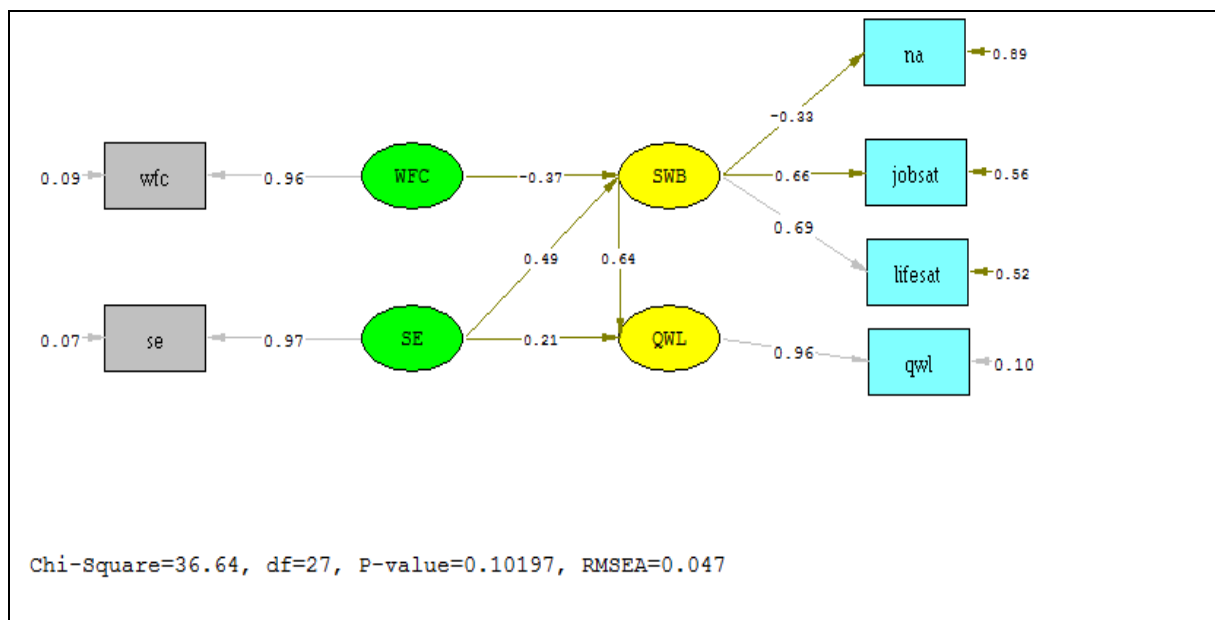 na
0.89
-0.33
0.09
wfc
0.96
WFC
-0.37
SWB
0.66
jobsat
0.56
0.69
0.49
0.64
lifesat
0.52
0.07
se
0.97
SE
0.21
QWL
0.96
qwl
0.10
Chi-Square=36.64, df=27, P-value=0.10197, RMSEA=0.047